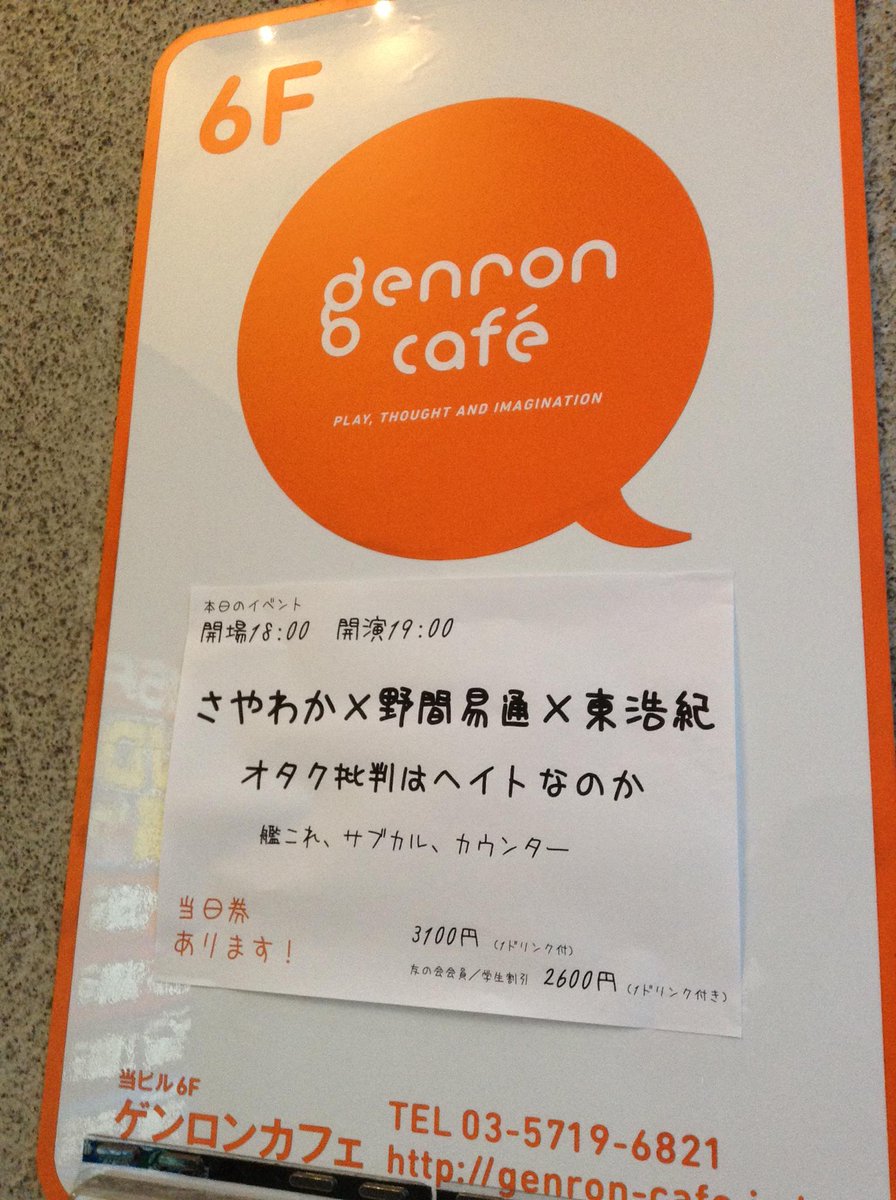 6F
genron
café
PLAY, THOUGHT AND IMAGINATION
本日のイベント
開場18:00 開演19:00
さやわか×野間易通×東浩紀
オタク批判はヘイトなのか
艦これ、サブカル、カウンター
当日券
あります!
3100円 (1ドリンク付)
友の会会員/学生割引 2600円 (1ドリンク付き)
当ビル6F
ゲンロンカフェ
TEL 03-5719-6821
http://genron-cafe.j